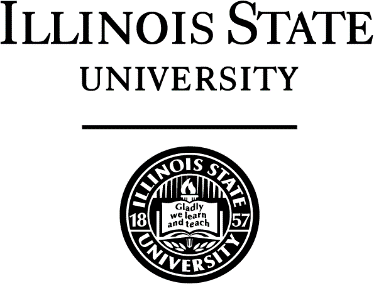 ILLINOIS STATE
UNIVERSITY
ILLINOIS STATE
Gladly
we learn
and teach
18 57
UNIVERSITY